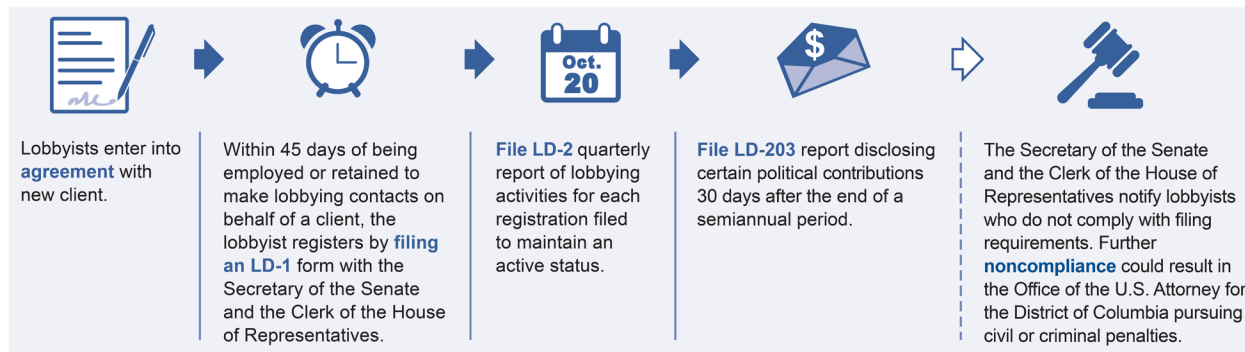 Oct.
20
$
Lobbyists enter into
agreement with
new client.
Within 45 days of being
employed or retained to
make lobbying contacts on
behalf of a client, the
lobbyist registers by filing
an LD-1 form with the
Secretary of the Senate
and the Clerk of the House
of Representatives.
File LD-2 quarterly
report of lobbying
activities for each
registration filed
to maintain an
active status.
File LD-203 report disclosing
certain political contributions
30 days after the end of a
semiannual period.
The Secretary of the Senate
and the Clerk of the House of
Representatives notify lobbyists
who do not comply with filing
requirements. Further
noncompliance could result in
the Office of the U.S. Attorney for
the District of Columbia pursuing
civil or criminal penalties.